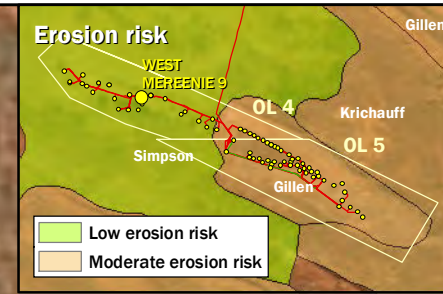 Gillen
Erosion risk
WEST
MEREENIE 9
OL 4
Krichauff
OL 5
Simpson
Gillen
Low erosion risk
Moderate erosion risk